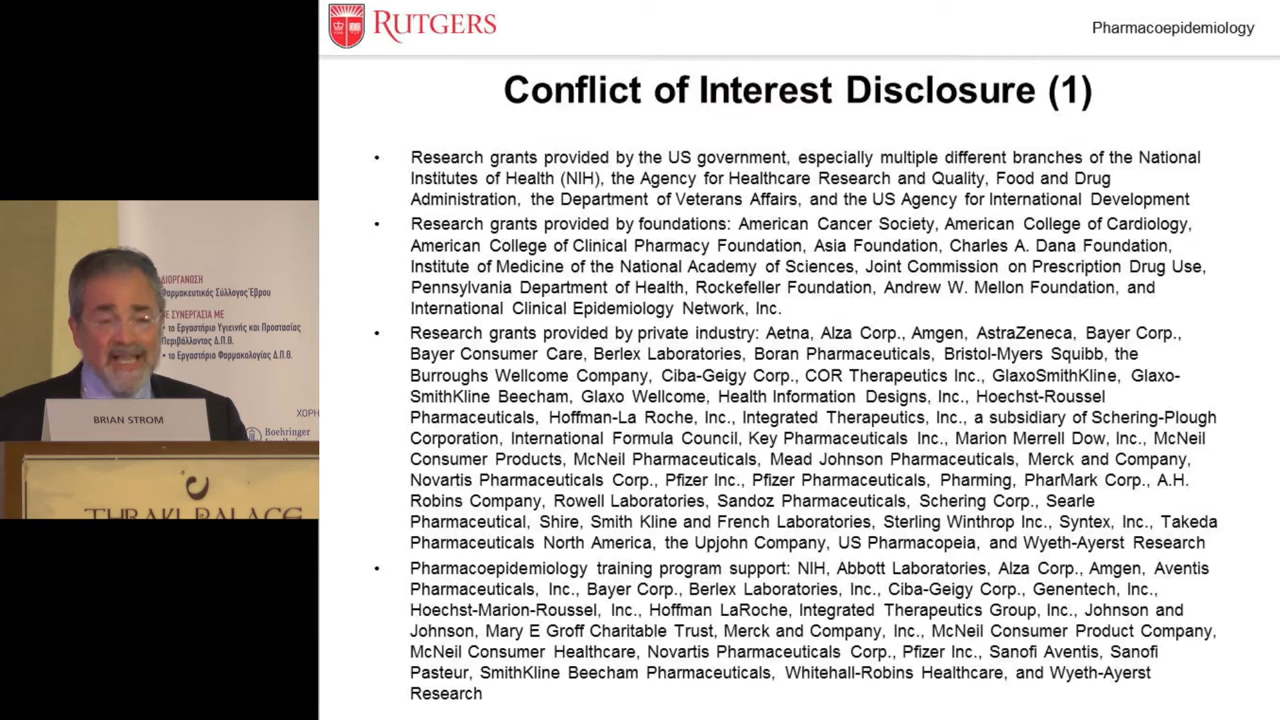 RUTGERS
Pharmacoepidemiology
Conflict of Interest Disclosure (1)
• Research grants provided by the US government, especially multiple different branches of the National
Institutes of Health (NIH), the Agency for Healthcare Research and Quality, Food and Drug
Administration, the Department of Veterans Affairs, and the US Agency for International Development
• Research grants provided by foundations: American Cancer Society, American College of Cardiology,
American College of Clinical Pharmacy Foundation, Asia Foundation, Charles A. Dana Foundation,
Institute of Medicine of the National Academy of Sciences, Joint Commission on Prescription Drug Use,
Pennsylvania Department of Health, Rockefeller Foundation, Andrew W. Mellon Foundation, and
International Clinical Epidemiology Network, Inc.
• Research grants provided by private industry: Aetna, Alza Corp., Amgen, AstraZeneca, Bayer Corp.,
Bayer Consumer Care, Berlex Laboratories, Boran Pharmaceuticals, Bristol-Myers Squibb, the
Burroughs Wellcome Company, Ciba-Geigy Corp., COR Therapeutics Inc., GlaxoSmithKline, Glaxo-
SmithKline Beecham, Glaxo Wellcome, Health Information Designs, Inc., Hoechst-Roussel
Pharmaceuticals, Hoffman-La Roche, Inc., Integrated Therapeutics, Inc., a subsidiary of Schering-Plough
Corporation, International Formula Council, Key Pharmaceuticals Inc., Marion Merrell Dow, Inc., McNeil
Consumer Products, McNeil Pharmaceuticals, Mead Johnson Pharmaceuticals, Merck and Company,
Novartis Pharmaceuticals Corp., Pfizer Inc., Pfizer Pharmaceuticals, Pharming, PharMark Corp., A.H.
Robins Company, Rowell Laboratories, Sandoz Pharmaceuticals, Schering Corp., Searle
Pharmaceutical, Shire, Smith Kline and French Laboratories, Sterling Winthrop Inc., Syntex, Inc., Takeda
Pharmaceuticals North America, the Upjohn Company, US Pharmacopeia, and Wyeth-Ayerst Research
• Pharmacoepidemiology training program support: NIH, Abbott Laboratories, Alza Corp., Amgen, Aventis
Pharmaceuticals, Inc., Bayer Corp., Berlex Laboratories, Inc., Ciba-Geigy Corp., Genentech, Inc.,
Hoechst-Marion-Roussel, Inc., Hoffman LaRoche, Integrated Therapeutics Group, Inc., Johnson and
Johnson, Mary E Groff Charitable Trust, Merck and Company, Inc., McNeil Consumer Product Company,
McNeil Consumer Healthcare, Novartis Pharmaceuticals Corp., Pfizer Inc., Sanofi Aventis, Sanofi
Pasteur, SmithKline Beecham Pharmaceuticals, Whitehall-Robins Healthcare, and Wyeth-Ayerst
Research
ΔΙΟΡΓΑΝΩΣΗ
Φαρμακευτικός Σύλλογος Έβρου
ΣΕ ΣΥΝΕΡΓΑΣΙΑ ΜΕ
• το Εργαστήριο Υγιεινής και Προστασίας
Περιβάλλοντος Δ.Π.Θ.
• το Εργαστήριο Φαρμακολογίας Δ.Π.Θ.
ΧΟΡΗ
Boehringer
BRIAN STROM
THRAKI PALACE